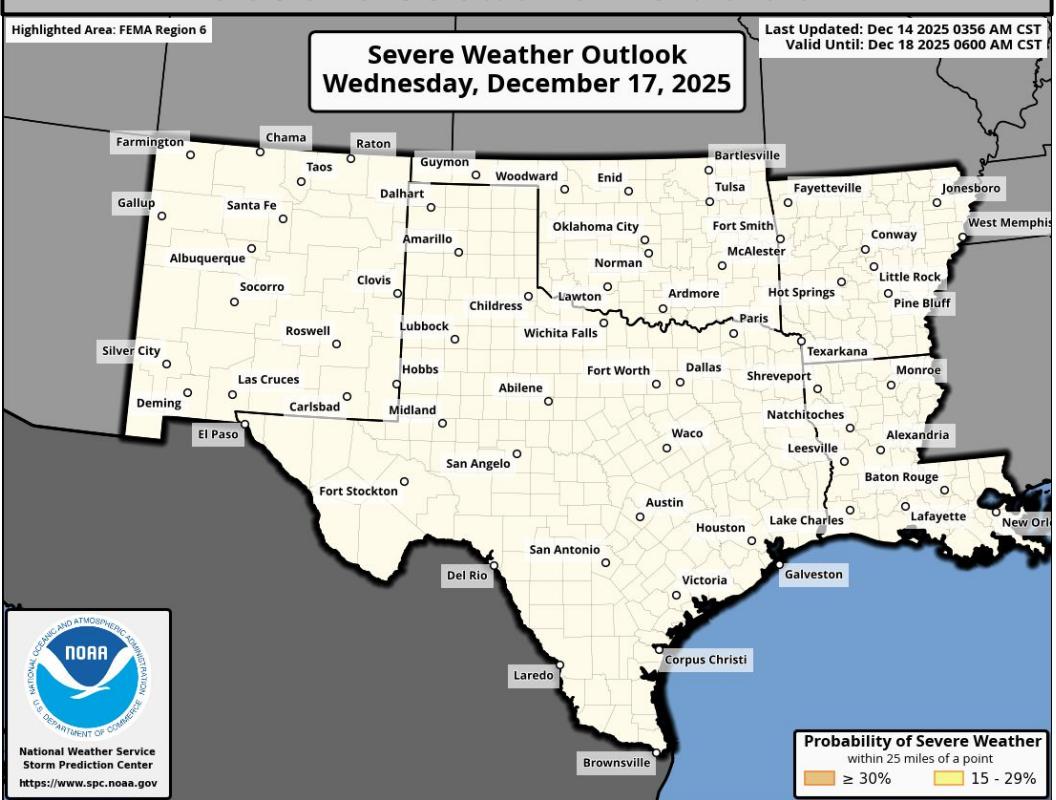 Highlighted Area: FEMA Region 6
Severe Weather Outlook
Wednesday, December 17, 2025
Last Updated: Dec 14 2025 0356 AM CST
Valid Until: Dec 18 2025 0600 AM CST
Farmington
Chama
Raton
Taos
Guymon
Woodward
Enid
Bartlesville
Tulsa
Fayetteville
Jonesboro
Gallup
Santa Fe
Dalhart
Oklahoma City
Fort Smith
West Memphis
Albuquerque
Amarillo
Norman
McAlester
Conway
Socorro
Clovis
Childress
Lawton
Ardmore
Hot Springs
Little Rock
Pine Bluff
Roswell
Lubbock
Wichita Falls
Paris
Texarkana
Silver City
Las Cruces
Hobbs
Abilene
Fort Worth
Dallas
Shreveport
Monroe
Deming
Carlsbad
Midland
Natchitoches
El Paso
Waco
Leesville
Alexandria
San Angelo
Fort Stockton
Baton Rouge
Austin
Houston
Lake Charles
Lafayette
New Orl
San Antonio
Del Rio
Victoria
Galveston
Laredo
Corpus Christi
Brownsville
NATIONAL OCEANIC AND ATMOSPHERIC ADMINISTRATION
NOAA
U.S. DEPARTMENT OF COMMERCE
National Weather Service
Storm Prediction Center
https://www.spc.noaa.gov
Probability of Severe Weather
within 25 miles of a point
≥ 30%
15 - 29%